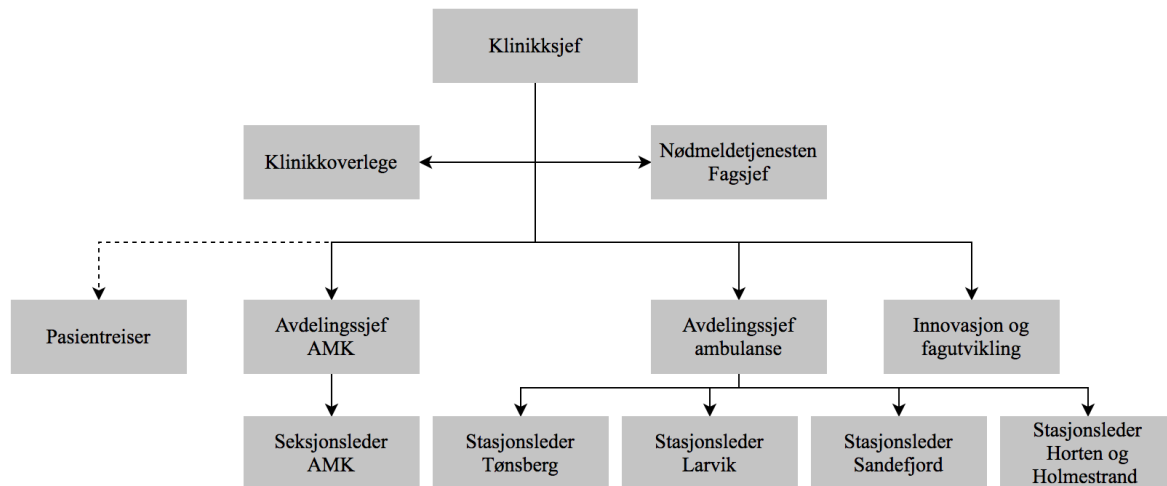 Klinikksjef
Klinikkoverlege
Nødmeldetjenesten
Fagsjef
Pasientreiser
Avdelingssjef
AMK
Avdelingssjef
ambulanse
Innovasjon og
fagutvikling
Seksjonsleder
AMK
Stasjonsleder
Tønsberg
Stasjonsleder
Larvik
Stasjonsleder
Sandefjord
Stasjonsleder
Horten og
Holmestrand